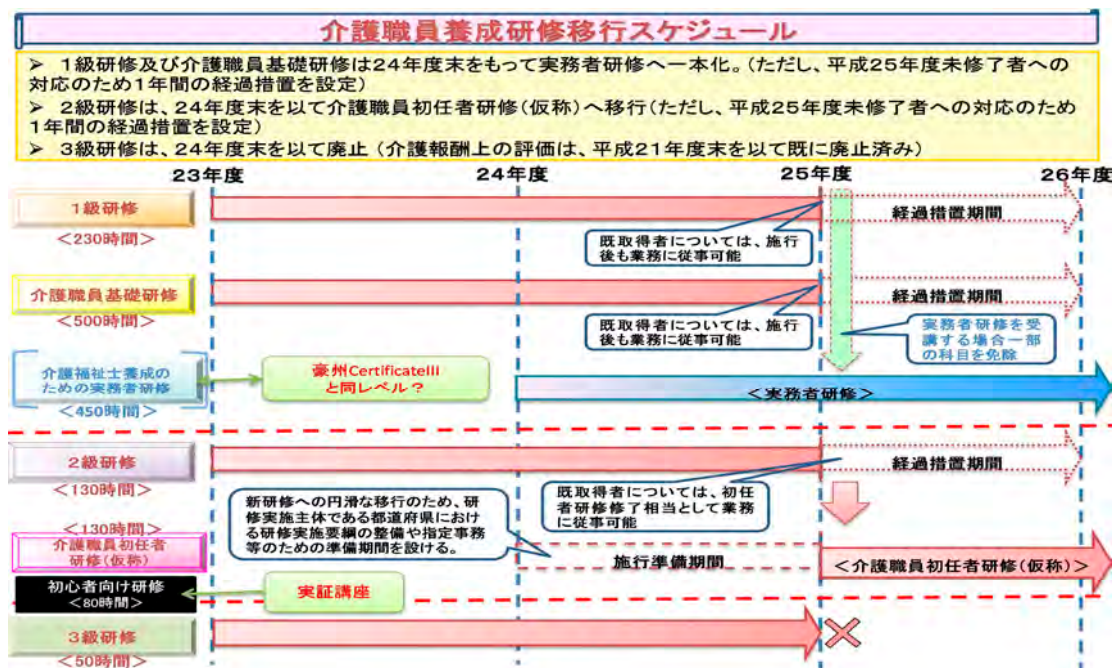 介護職員養成研修移行スケジュール
➢ 1級研修及び介護職員基礎研修は24年度末をもって実務者研修へ一本化。(ただし、平成25年度未修了者への
対応のため1年間の経過措置を設定)
➢ 2級研修は、24年度末を以て介護職員初任者研修(仮称)へ移行(ただし、平成25年度未修了者への対応のため
1年間の経過措置を設定)
➢ 3級研修は、24年度末を以て廃止 (介護報酬上の評価は、平成21年度末を以て既に廃止済み)
23年度
24年度
25年度
26年度
1級研修
<230時間>
経過措置期間
既取得者については、施行
後も業務に従事可能
介護職員基礎研修
<500時間>
経過措置期間
既取得者については、施行
後も業務に従事可能
実務者研修を受
講する場合一部
の科目を免除
介護福祉士養成の
ための実務者研修
<450時間>
豪州CertificateⅢ
と同レベル?
<実務者研修>
2級研修
<130時間>
経過措置期間
既取得者については、初任
者研修修了相当として業務
に従事可能
新研修への円滑な移行のため、研
修実施主体である都道府県におけ
る研修実施要綱の整備や指定事務
等のための準備期間を設ける。
<130時間>
介護職員初任者
研修(仮称)
施行準備期間
<介護職員初任者研修(仮称)>
初心者向け研修
<80時間>
実証講座
3級研修
<50時間>